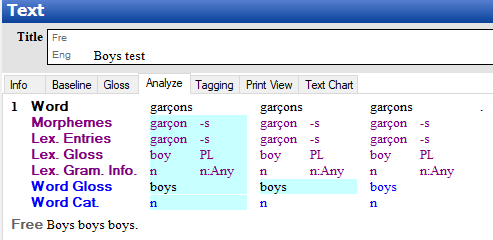 Text
Title Fre
Eng Boys test
Info Baseline Gloss Analyze Tagging Print View Text Chart
1 Word garçons garçons garçons .
Morphemes garçon -s garçon -s garçon -s
Lex. Entries garçon -s garçon -s garçon -s
Lex. Gloss boy PL boy PL boy PL
Lex. Gram. Info. n n:Any n n:Any n n:Any
Word Gloss boys boys boys
Word Cat. n n n
Free Boys boys boys.